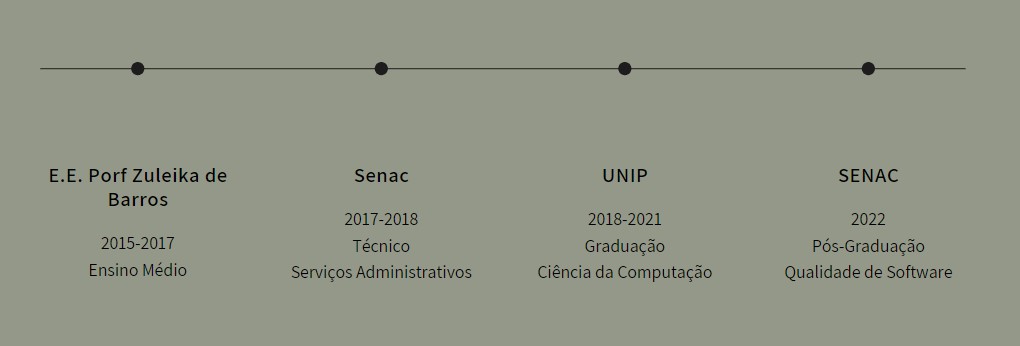 E.E. Porf Zuleika de
Barros
2015-2017
Ensino Médio
Senac
2017-2018
Técnico
Serviços Administrativos
UNIP
2018-2021
Graduação
Ciência da Computação
SENAC
2022
Pós-Graduação
Qualidade de Software